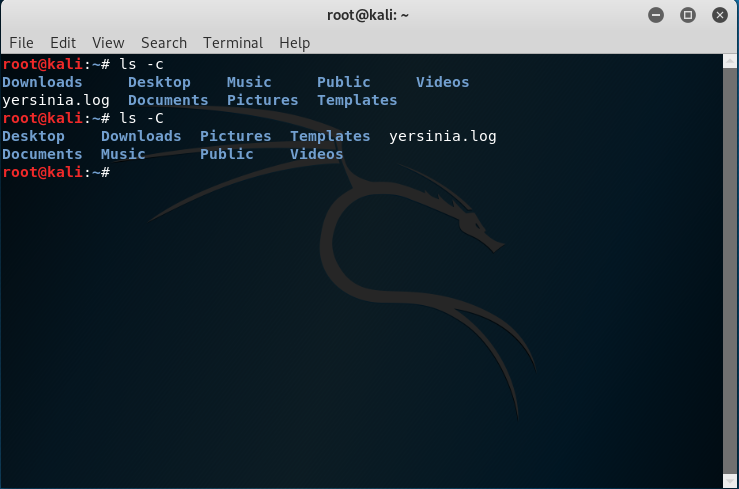 root@kali: ~
File Edit View Search Terminal Help
root@kali:~# ls -c
Downloads Desktop Music Public Videos
yersinia.log Documents Pictures Templates
root@kali:~# ls -C
Desktop Downloads Pictures Templates yersinia.log
Documents Music Public Videos
root@kali:~#